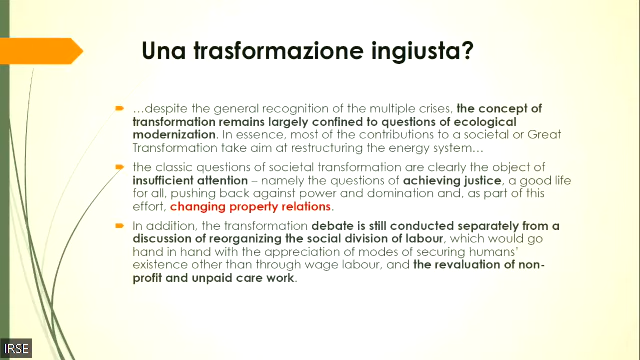 Una trasformazione ingiusta?
…despite the general recognition of the multiple crises, the concept of
transformation remains largely confined to questions of ecological
modernization. In essence, most of the contributions to a societal or Great
Transformation take aim at restructuring the energy system…
the classic questions of societal transformation are clearly the object of
insufficient attention – namely the questions of achieving justice, a good life
for all, pushing back against power and domination and, as part of this
effort, changing property relations.
In addition, the transformation debate is still conducted separately from a
discussion of reorganizing the social division of labour, which would go
hand in hand with the appreciation of modes of securing humans'
existence other than through wage labour, and the revaluation of non-
profit and unpaid care work.
IRSE